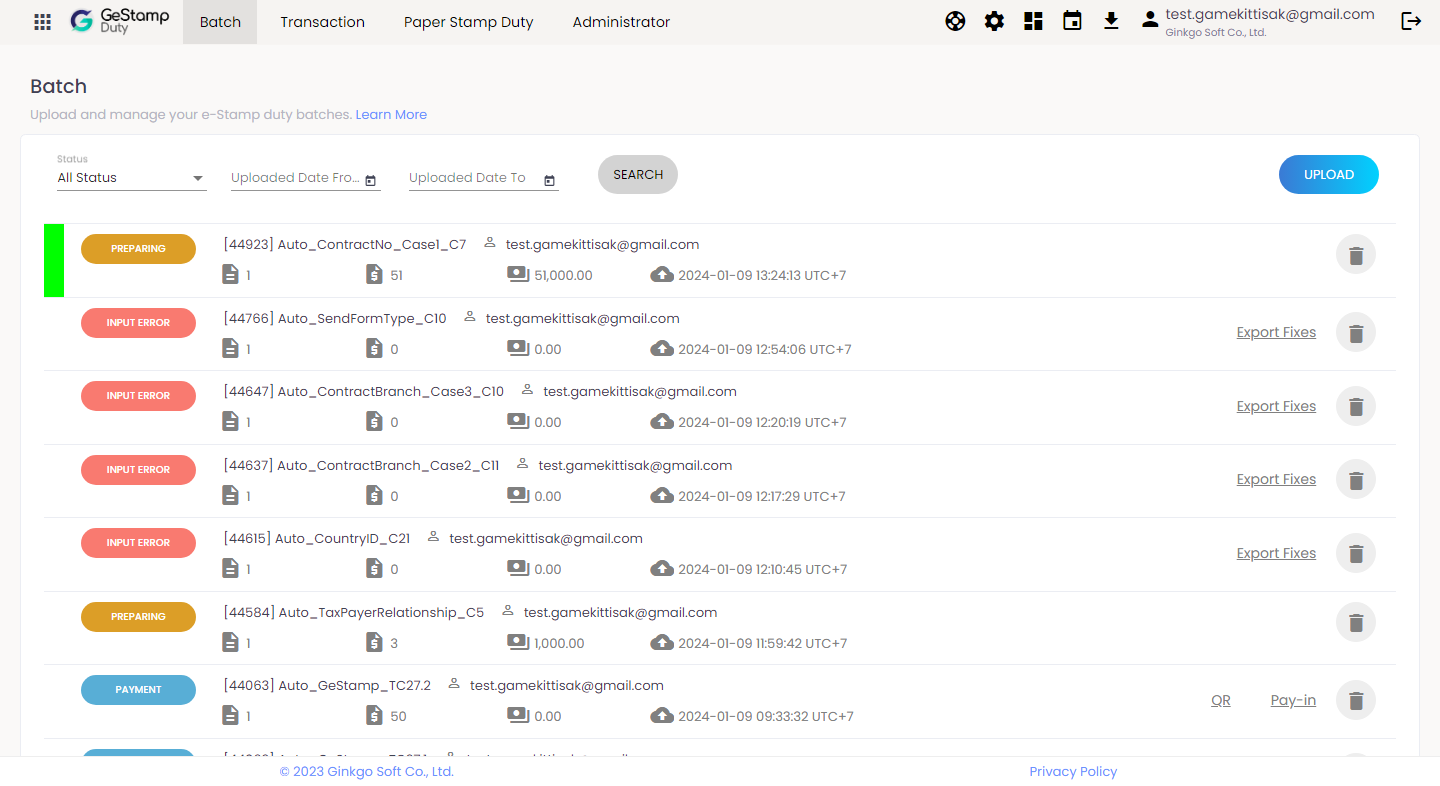 GeStamp
Duty
Batch
Transaction
Paper Stamp Duty
Administrator
test.gamekittisak@gmail.com
Ginkgo Soft Co., Ltd.
Batch
Upload and manage your e-Stamp duty batches. Learn More
Status
All Status
Uploaded Date Fro...
Uploaded Date To
SEARCH
UPLOAD
PREPARING
[44923] Auto_ContractNo_Case1_C7 test.gamekittisak@gmail.com
1 51 51,000.00 2024-01-09 13:24:13 UTC+7
INPUT ERROR
[44766] Auto_SendFormType_C10 test.gamekittisak@gmail.com
1 0 0.00 2024-01-09 12:54:06 UTC+7
Export Fixes
INPUT ERROR
[44647] Auto_ContractBranch_Case3_C10 test.gamekittisak@gmail.com
1 0 0.00 2024-01-09 12:20:19 UTC+7
Export Fixes
INPUT ERROR
[44637] Auto_ContractBranch_Case2_C11 test.gamekittisak@gmail.com
1 0 0.00 2024-01-09 12:17:29 UTC+7
Export Fixes
INPUT ERROR
[44615] Auto_CountryID_C21 test.gamekittisak@gmail.com
1 0 0.00 2024-01-09 12:10:45 UTC+7
Export Fixes
PREPARING
[44584] Auto_TaxPayerRelationship_C5 test.gamekittisak@gmail.com
1 3 1,000.00 2024-01-09 11:59:42 UTC+7
PAYMENT
[44063] Auto_GeStamp_TC27.2 test.gamekittisak@gmail.com
1 50 0.00 2024-01-09 09:33:32 UTC+7
QR
Pay-in
© 2023 Ginkgo Soft Co., Ltd.
Privacy Policy